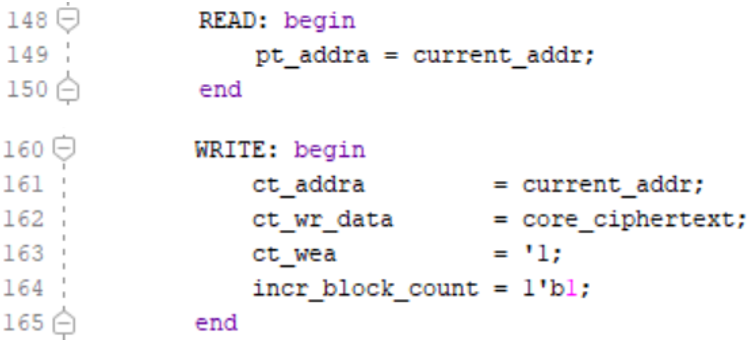 148 READ: begin
149 pt_addra = current_addr;
150 end
160 WRITE: begin
161 ct_addra = current_addr;
162 ct_wr_data = core_ciphertext;
163 ct_wea = '1;
164 incr_block_count = 1'b1;
165 end